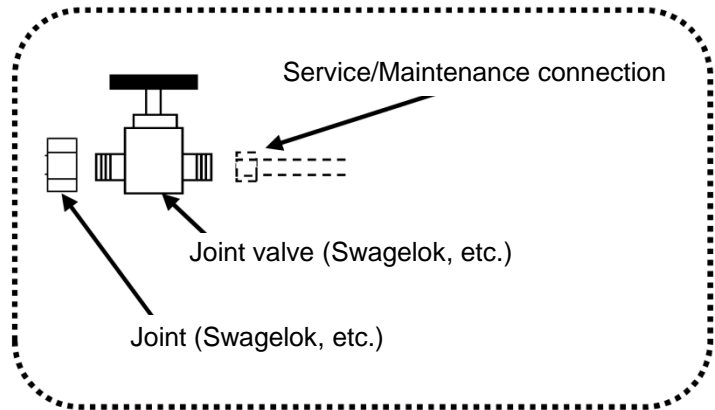 Service/Maintenance connection
Joint valve (Swagelok, etc.)
Joint (Swagelok, etc.)